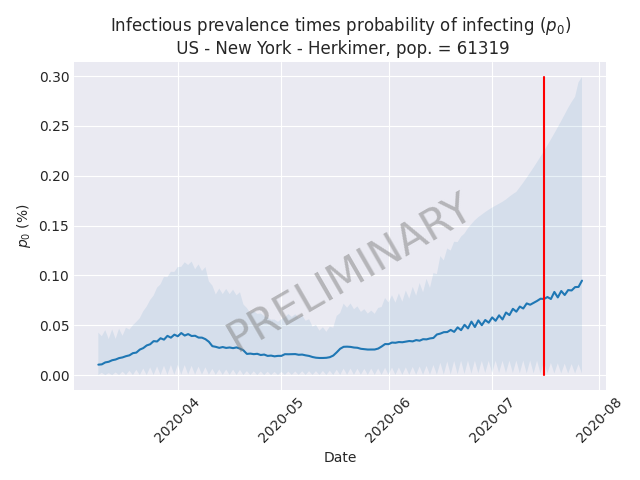 Infectious prevalence times probability of infecting (p₀)
US - New York - Herkimer, pop. = 61319
0.30
0.25
0.20
0.15
0.10
0.05
0.00
p₀ (%)
PRELIMINARY
2020-04
2020-05
2020-06
2020-07
2020-08
Date